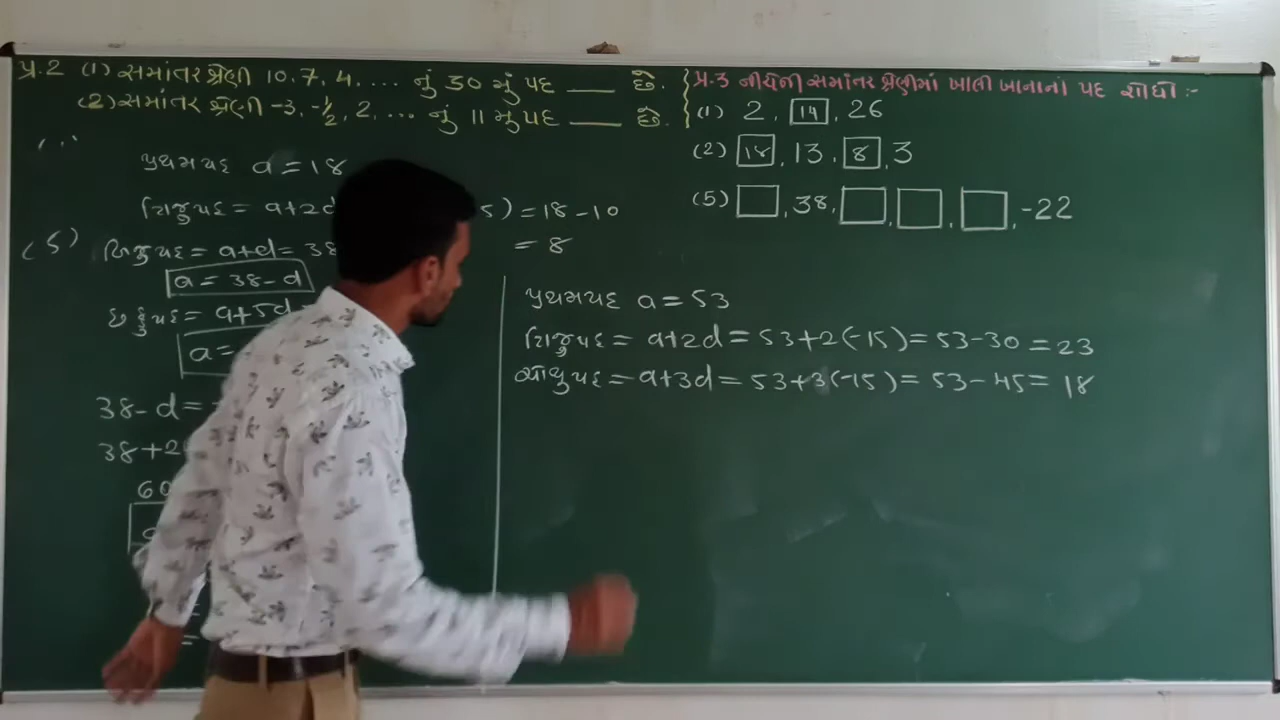 પ્ર.2 (1) સમાંતર શ્રેણી 10, 7, 4, ... નું 30 મું પદ ___ છે.
(2) સમાંતર શ્રેણી -3, -1/2, 2, ... નું 11 મું પદ ___ છે.
પ્ર.3 નીચેની સમાંતર શ્રેણીમાં ખાલી ખાનાનાં પદ શોધો :-
(1) 2, 14, 26
(2) 18, 13, 8, 3
(5) □, 38, □, □, □, -22
પ્રથમપદ a = 18
ત્રિજુપદ = a+2d 5) = 18-10
= 8
(5) બિજુપદ = a+d = 38
a = 38-d
છઠ્ઠુપદ = a+5d
a =
38-d =
38+2
60
=
=
પ્રથમપદ a = 53
ત્રિજુપદ = a+2d = 53+2(-15) = 53-30 = 23
ચોથુપદ = a+3d = 53+3(-15) = 53-45 = 18